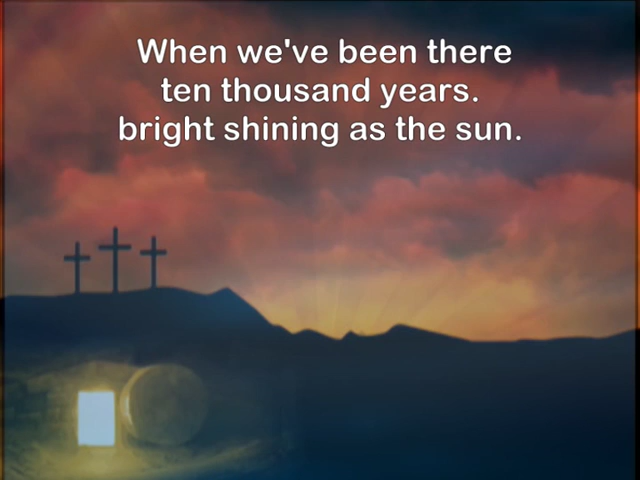 When we've been there
ten thousand years.
bright shining as the sun.